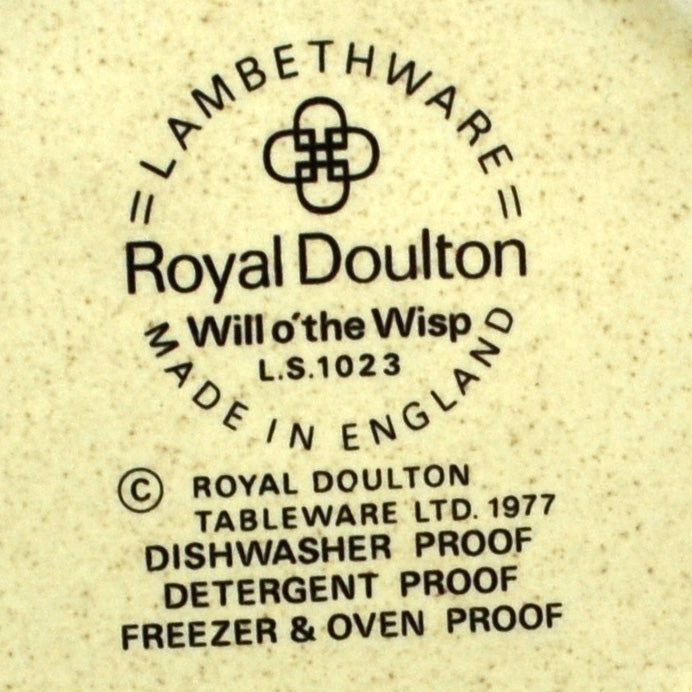 =LAMBETHWARE=
Royal Doulton
Will o'the Wisp
L.S.1023
MADE IN ENGLAND
© ROYAL DOULTON
TABLEWARE LTD. 1977
DISHWASHER PROOF
DETERGENT PROOF
FREEZER & OVEN PROOF